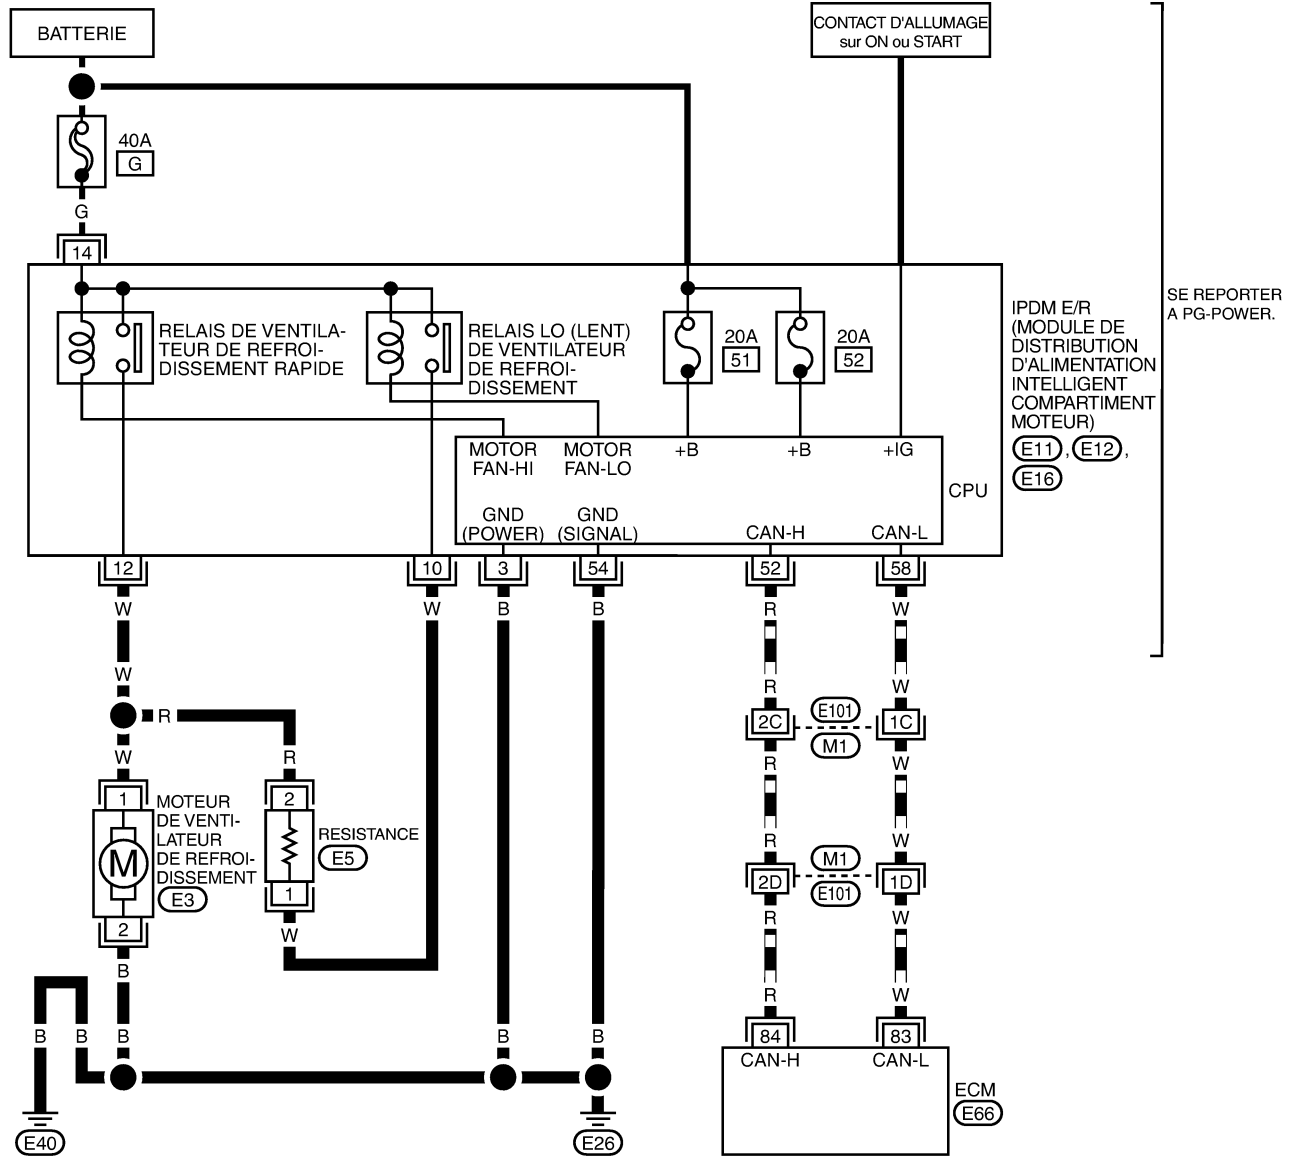 BATTERIE
CONTACT D'ALLUMAGE
sur ON ou START
40A
G
G
14
SE REPORTER
A PG-POWER.
RELAIS DE VENTILA-
TEUR DE REFROI-
DISSEMENT RAPIDE
RELAIS LO (LENT)
DE VENTILATEUR
DE REFROI-
DISSEMENT
20A
51
20A
52
IPDM E/R
(MODULE DE
DISTRIBUTION
D'ALIMENTATION
INTELLIGENT
COMPARTIMENT
MOTEUR)
E11 , E12 ,
E16
MOTOR
FAN-HI
MOTOR
FAN-LO
+B
+B
+IG
CPU
GND
(POWER)
GND
(SIGNAL)
CAN-H
CAN-L
12
10
3
54
52
58
W
W
B
B
R
W
W
R
W
R
W
R
2C
E101
M1
1C
R
W
1
MOTEUR
DE VENTI-
LATEUR
DE REFROI-
DISSEMENT
E3
M
2
2
RESISTANCE
E5
1
W
R
W
2D
M1
E101
1D
R
W
B
R
W
B
B
B
B
B
84
83
CAN-H
CAN-L
ECM
E66
E40
E26